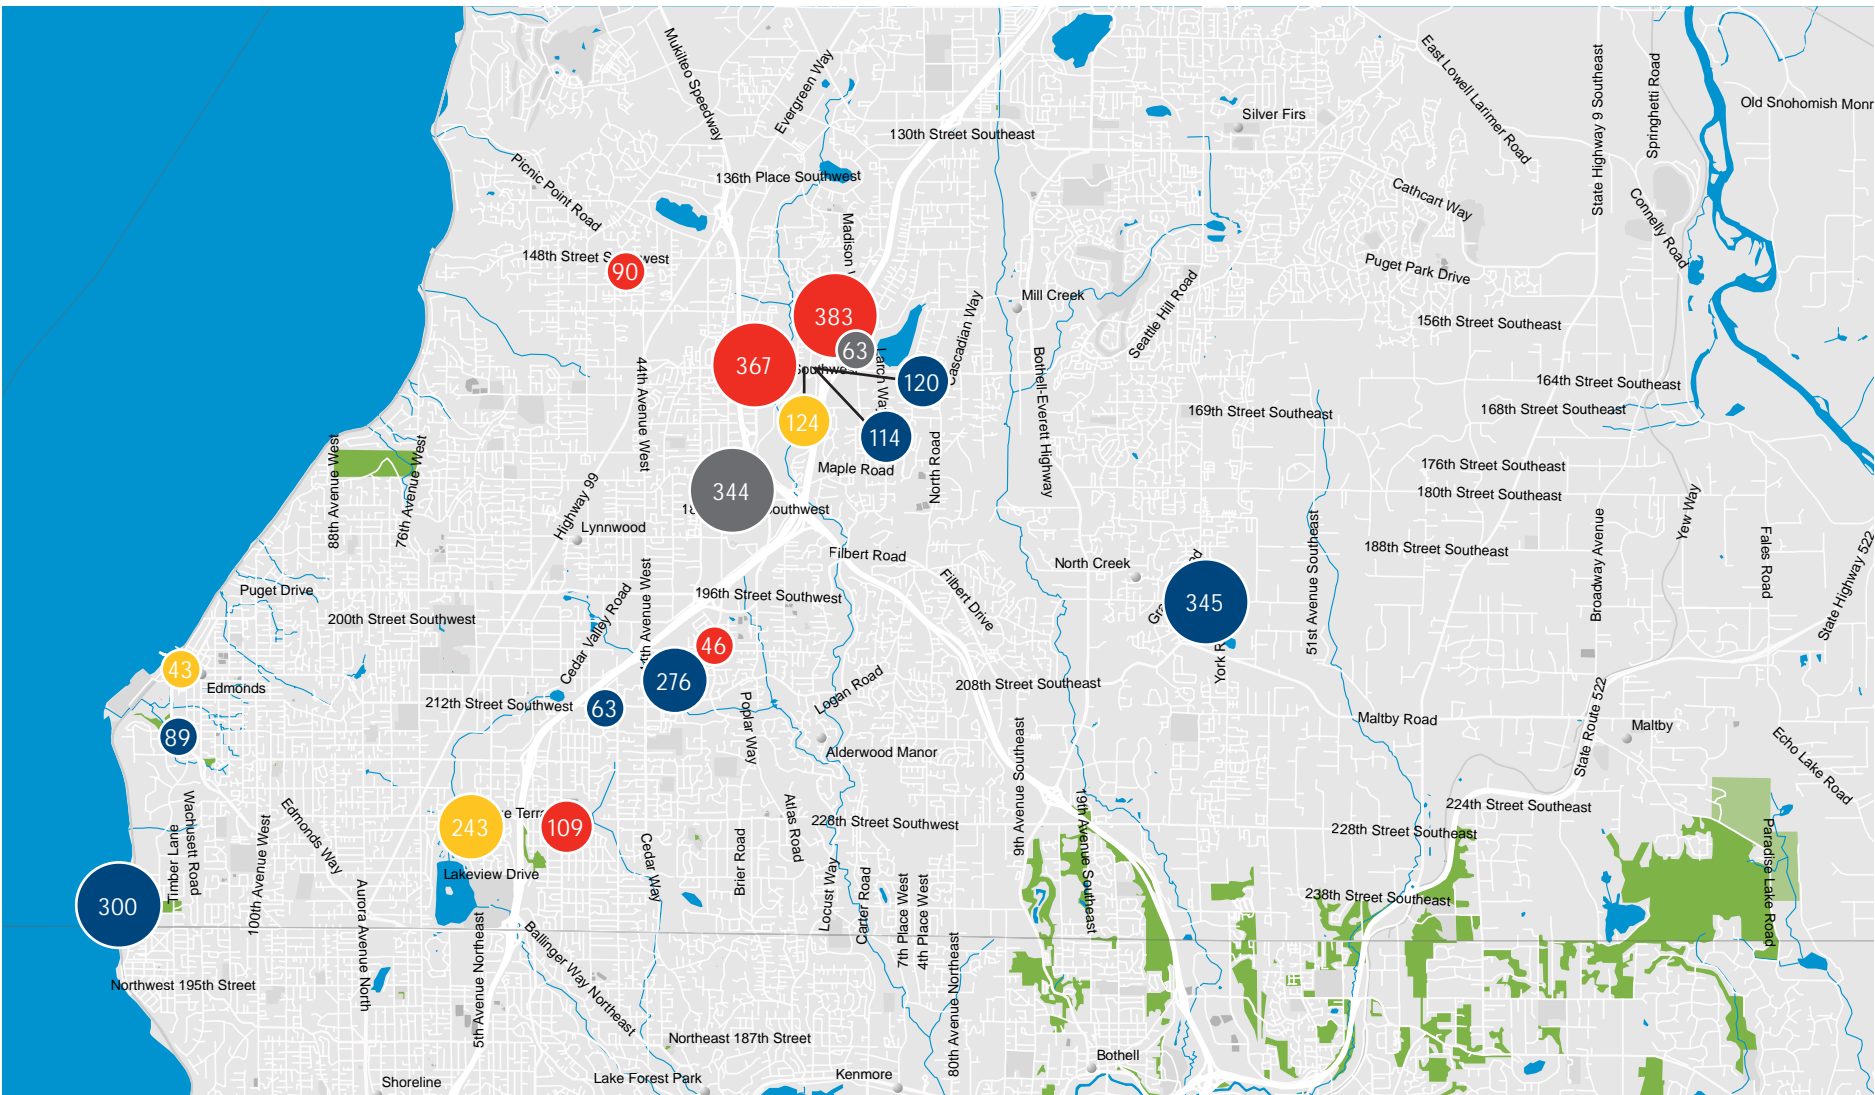 Mukilteo Speedway
Evergreen Way
East Lowell Larimer Road
State Highway 9 Southeast
Springhetti Road
Old Snohomish Monr
Silver Firs
130th Street Southeast
Picnic Point Road
136th Place Southwest
Cathcart Way
Connelly Road
Madison
148th Street S west
90
Puget Park Drive
Mill Creek
Seattle Hill Road
Cascadian Way
383
63
156th Street Southeast
367
Southwes
Larch Way
120
44th Avenue West
Bothell-Everett Highway
164th Street Southeast
168th Street Southeast
169th Street Southeast
124
114
Maple Road
North Road
88th Avenue West
76th Avenue West
176th Street Southeast
180th Street Southeast
344
18 outhwest
Highway 99
Lynnwood
Yew Way
Broadway Avenue
Fales Road
State Highway 522
51st Avenue Southeast
188th Street Southeast
Filbert Road
North Creek
Filbert Drive
Puget Drive
196th Street Southwest
345
200th Street Southwest
Cedar Valley Road
44th Avenue West
46
43
Edmonds
276
York R
208th Street Southeast
Logan Road
212th Street Southwest
63
Poplar Way
Maltby Road
Maltby
State Route 522
Echo Lake Road
89
Alderwood Manor
9th Avenue Southeast
19th Avenue Southeast
Wachusett Road
Timber Lane
Edmonds Way
100th Avenue West
243
e Terr
109
Atlas Road
228th Street Southwest
224th Street Southeast
228th Street Southeast
Paradise Lake Road
Lakeview Drive
Cedar Way
Brier Road
Locust Way
Carter Road
7th Place West
4th Place West
238th Street Southeast
300
Aurora Avenue North
5th Avenue Northeast
Ballinger Way Northeast
80th Avenue Northeast
Northwest 195th Street
Northeast 187th Street
Bothell
Shoreline
Lake Forest Park
Kenmore